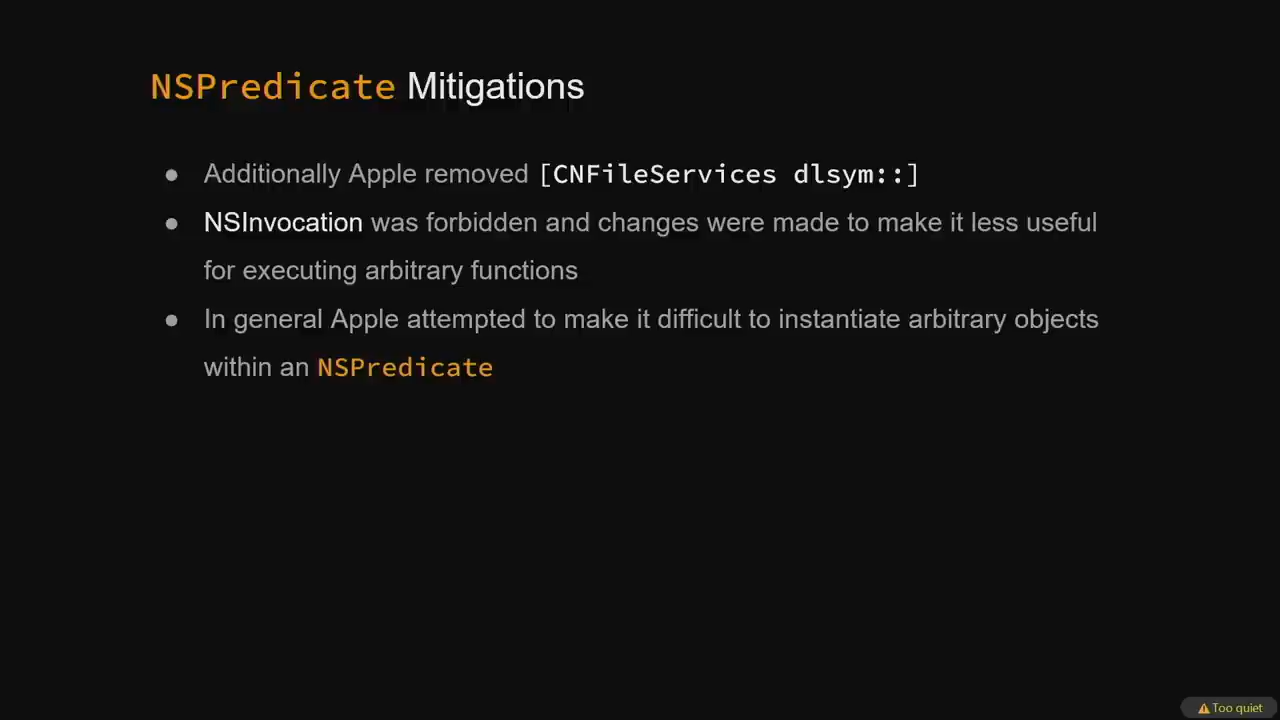 NSPredicate Mitigations
● Additionally Apple removed [CNFileServices dlsym::]
● NSInvocation was forbidden and changes were made to make it less useful
for executing arbitrary functions
● In general Apple attempted to make it difficult to instantiate arbitrary objects
within an NSPredicate
⚠ Too quiet